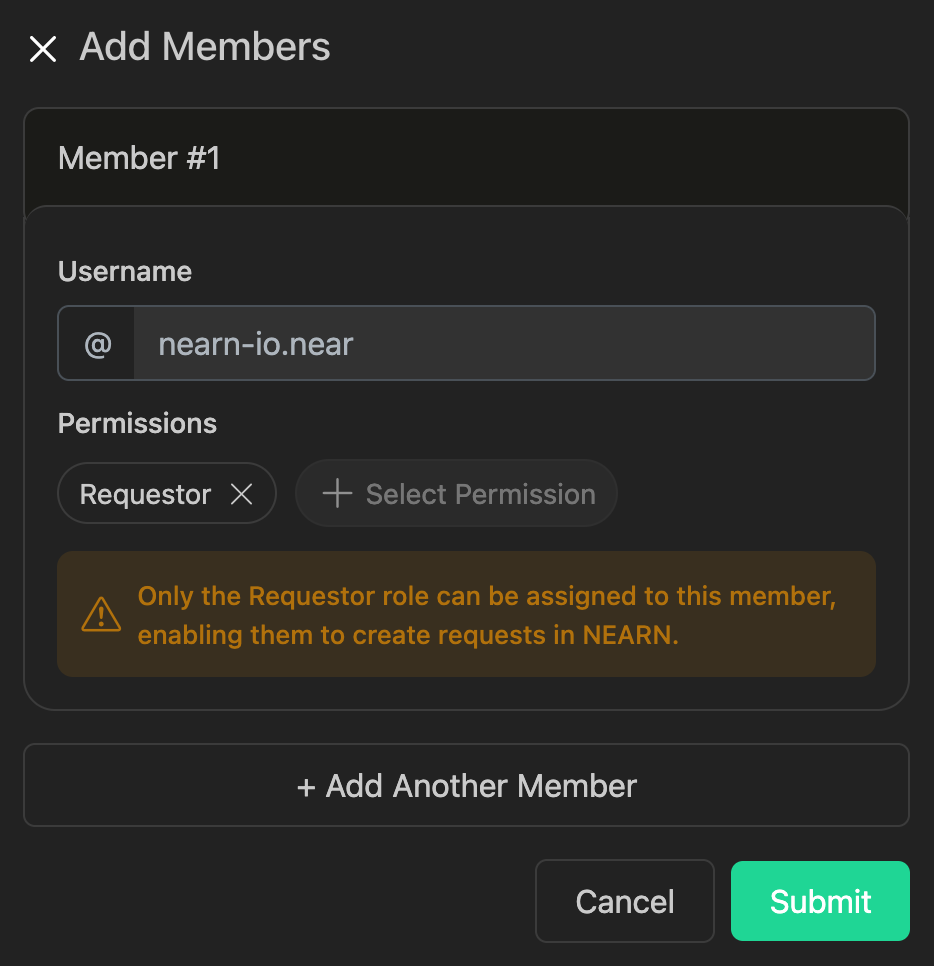 Add Members
Member #1
Username
@ nearn-io.near
Permissions
Requestor
+ Select Permission
Only the Requestor role can be assigned to this member,
enabling them to create requests in NEARN.
+ Add Another Member
Cancel
Submit